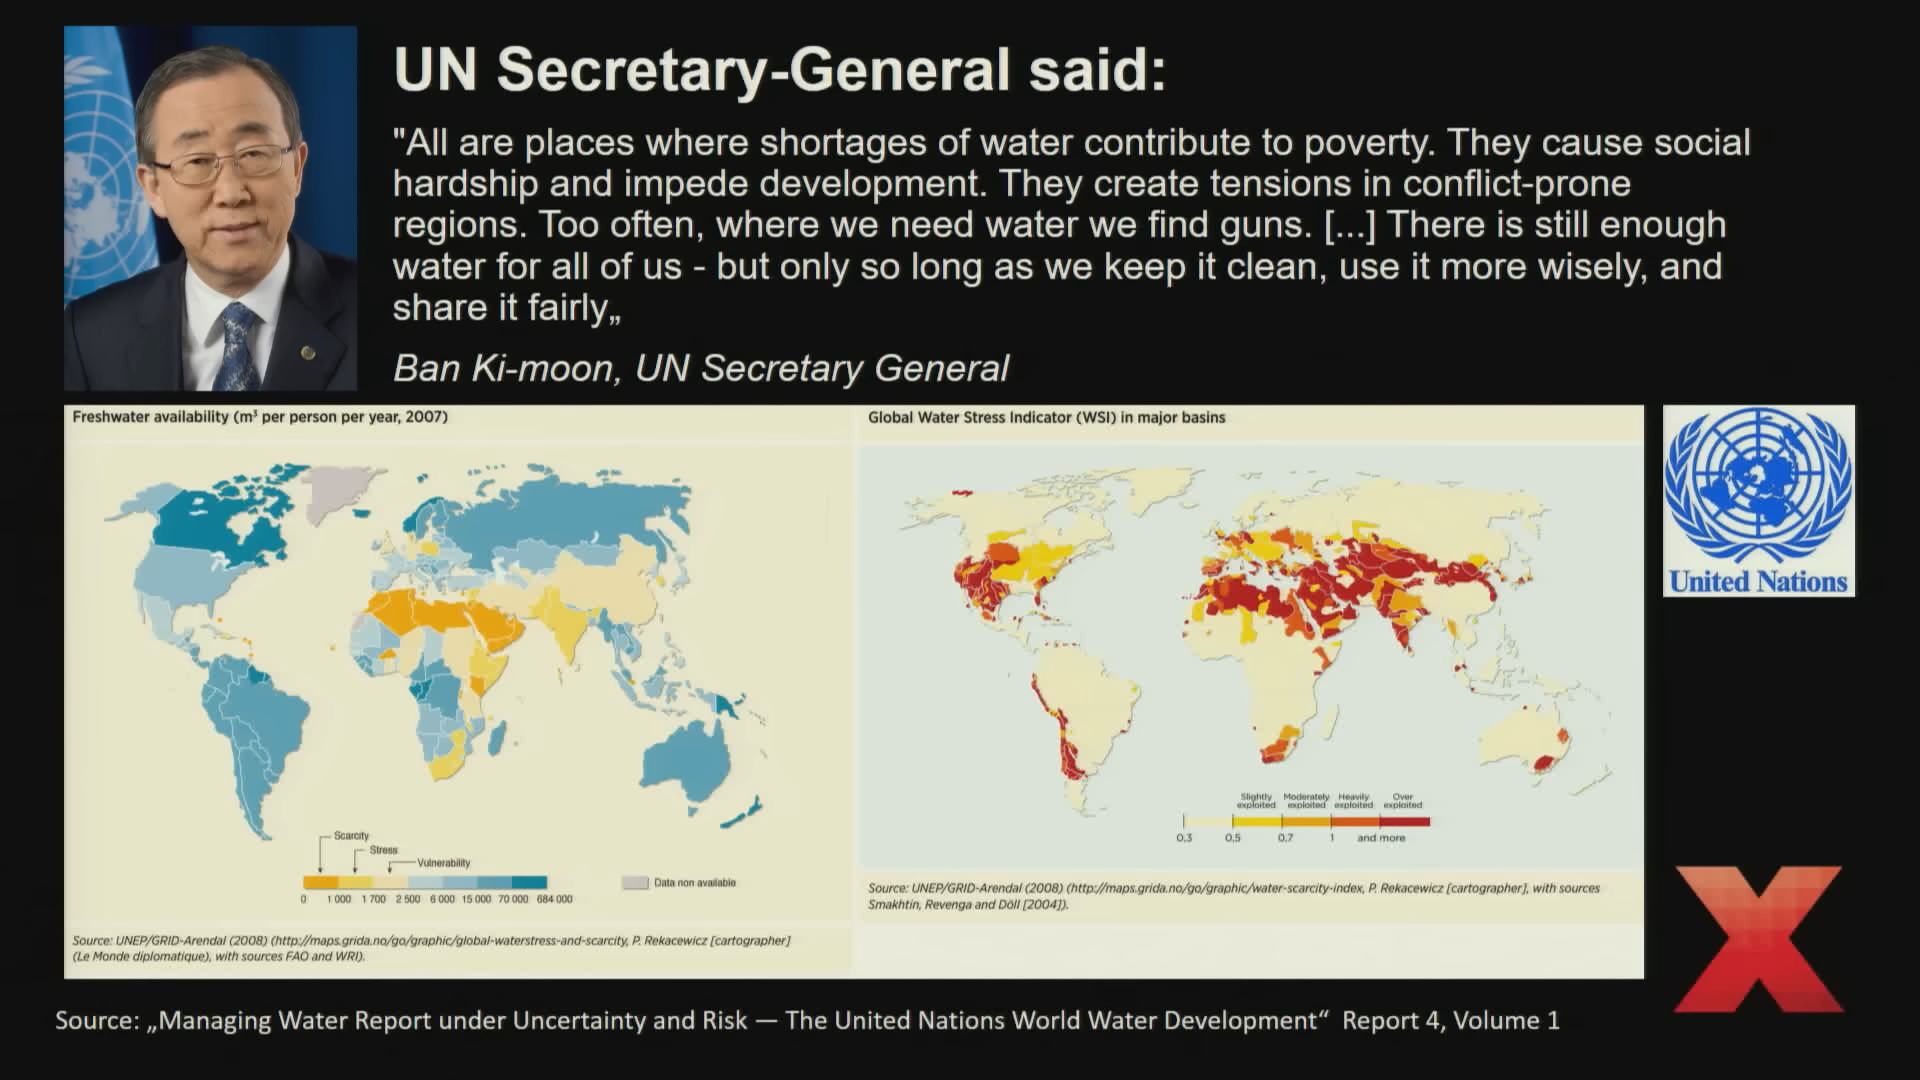 UN Secretary-General said:
"All are places where shortages of water contribute to poverty. They cause social
hardship and impede development. They create tensions in conflict-prone
regions. Too often, where we need water we find guns. [...] There is still enough
water for all of us - but only so long as we keep it clean, use it more wisely, and
share it fairly„
Ban Ki-moon, UN Secretary General
Freshwater availability (m³ per person per year, 2007)
Scarcity
Stress
Vulnerability
0 1 000 1 700 2 500 6 000 15 000 70 000 684 000
Data non available
Source: UNEP/GRID-Arendal (2008) (http://maps.grida.no/go/graphic/global-waterstress-and-scarcity, P. Rekacewicz [cartographer]
(Le Monde diplomatique), with sources FAO and WRI).
Global Water Stress Indicator (WSI) in major basins
Slightly Moderately Heavily Over
exploited exploited exploited exploited
0,3 0,5 0,7 1 and more
Source: UNEP/GRID-Arendal (2008) (http://maps.grida.no/go/graphic/water-scarcity-index, P. Rekacewicz [cartographer], with sources
Smakhtin, Revenga and Döll [2004]).
United Nations
X
Source: „Managing Water Report under Uncertainty and Risk — The United Nations World Water Development“ Report 4, Volume 1